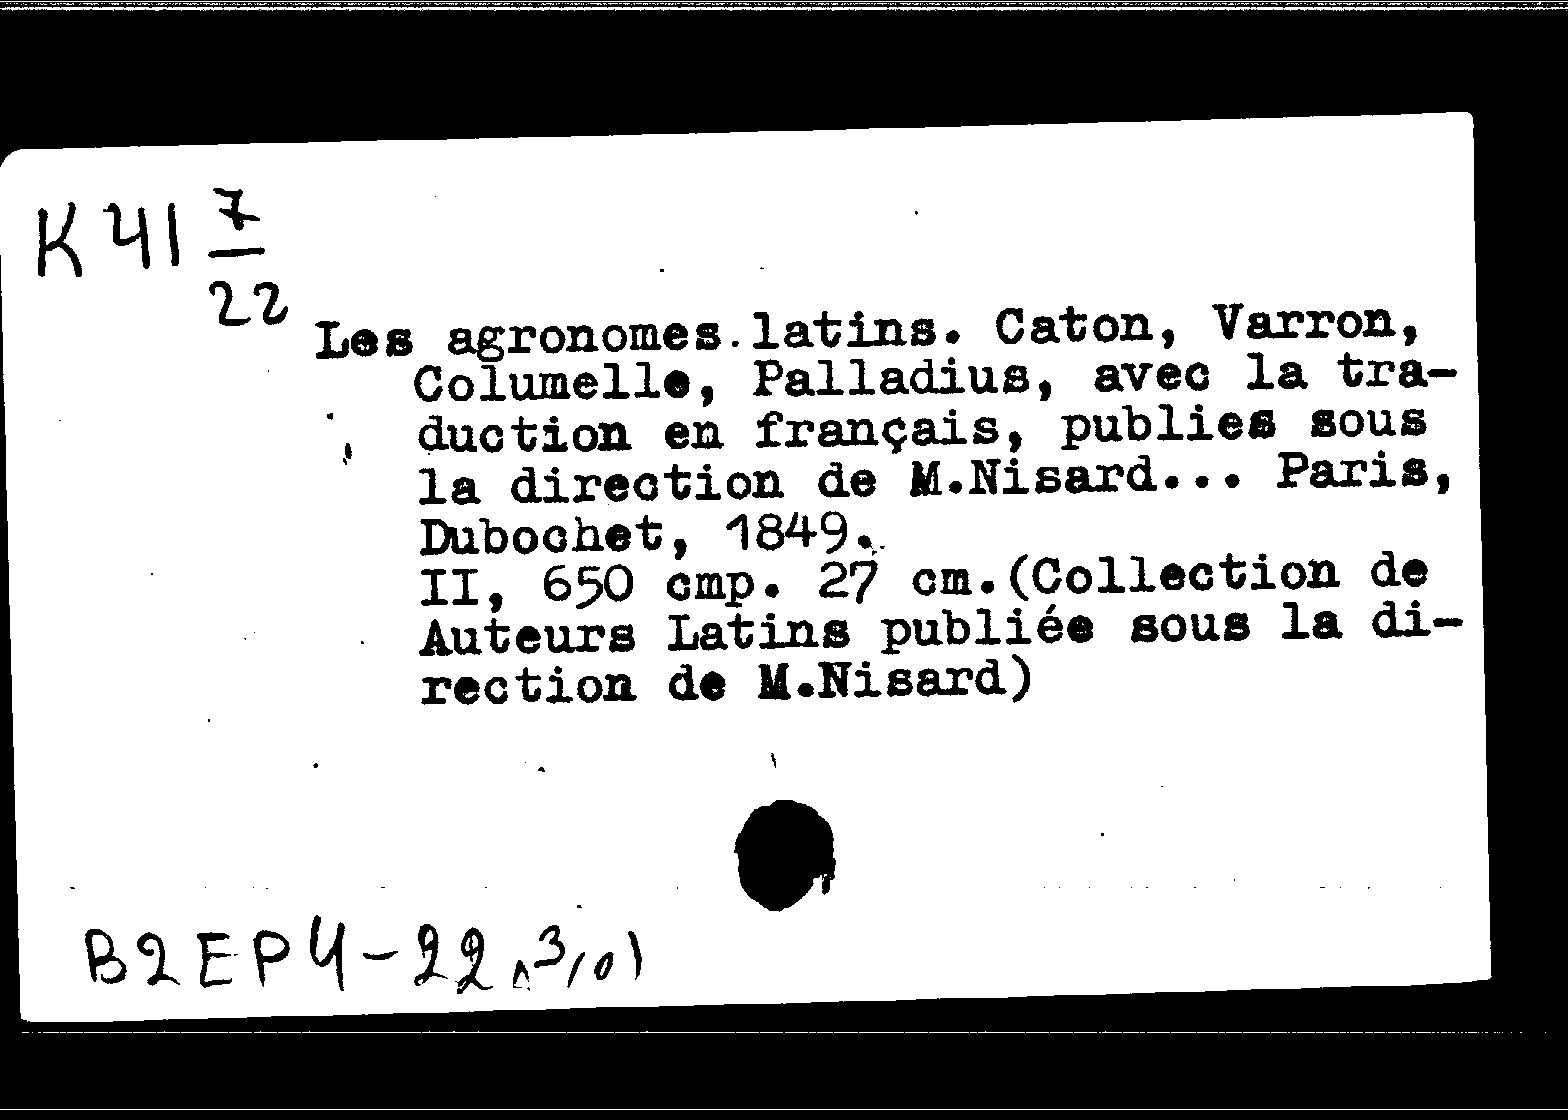 К 41 7
22
Les agronomes latins. Caton, Varron,
Columelle, Palladius, avec la tra-
duction en français, publies sous
la direction de M.Nisard... Paris,
Dubochet, 1849.
II, 650 cmp. 27 cm.(Collection de
Auteurs Latins publiée sous la di-
rection de M.Nisard)
В2ЕР4-22